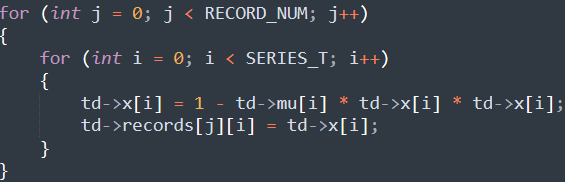 for (int j = 0; j < RECORD_NUM; j++)
{
    for (int i = 0; i < SERIES_T; i++)
    {
        td->x[i] = 1 - td->mu[i] * td->x[i] * td->x[i];
        td->records[j][i] = td->x[i];
    }
}